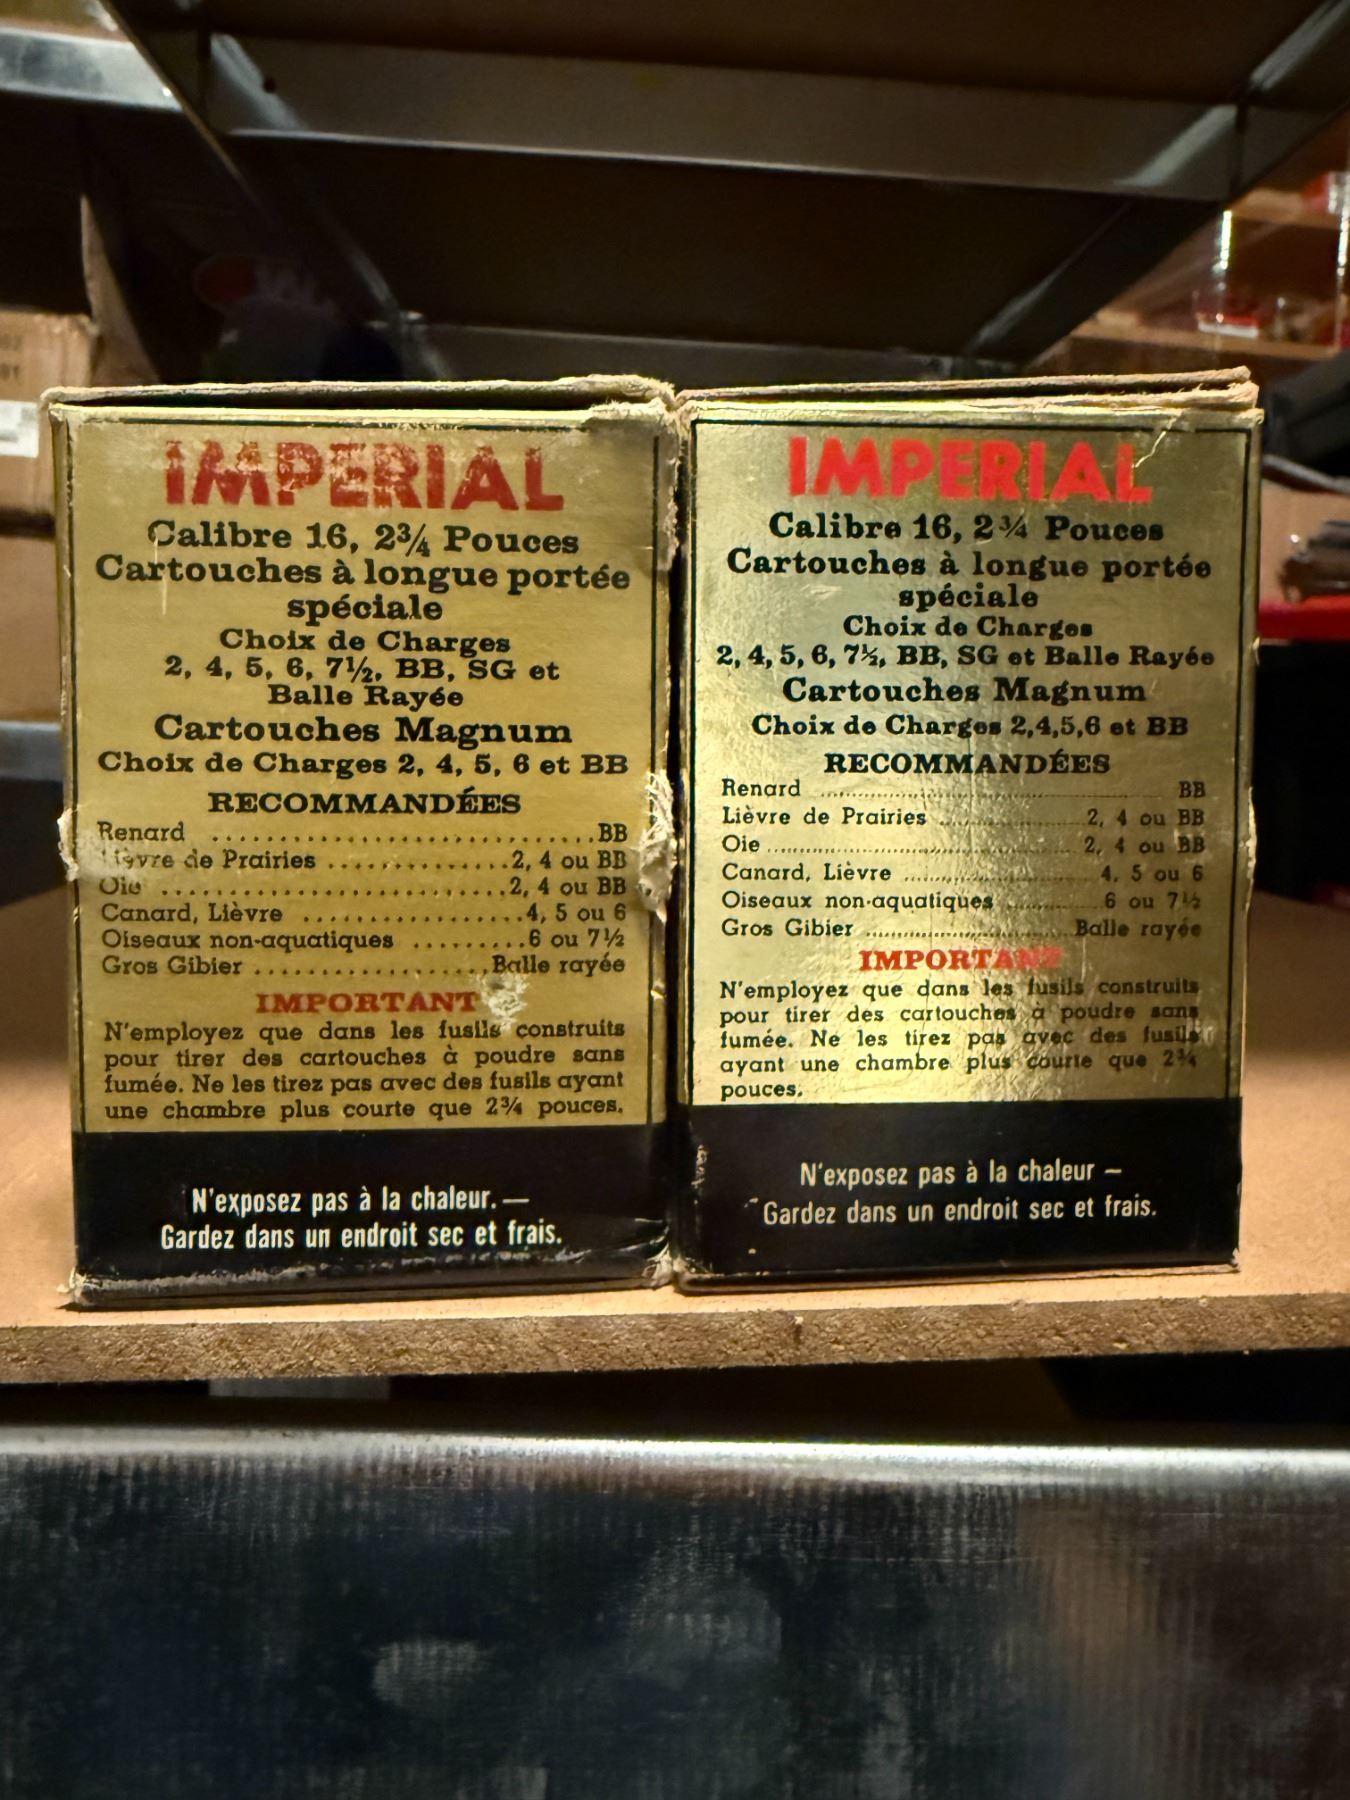 IMPERIAL
Calibre 16, 2¾ Pouces
Cartouches à longue portée
spéciale
Choix de Charges
2, 4, 5, 6, 7½, BB, SG et
Balle Rayée
Cartouches Magnum
Choix de Charges 2, 4, 5, 6 et BB
RECOMMANDÉES
Renard ............................. BB
Lièvre de Prairies .............. 2, 4 ou BB
Oie .......................... 2, 4 ou BB
Canard, Lièvre ................. 4, 5 ou 6
Oiseaux non-aquatiques ......... 6 ou 7½
Gros Gibier .................. Balle rayée
IMPORTANT
N'employez que dans les fusils construits
pour tirer des cartouches à poudre sans
fumée. Ne les tirez pas avec des fusils ayant
une chambre plus courte que 2¾ pouces.
N'exposez pas à la chaleur. —
Gardez dans un endroit sec et frais.
IMPERIAL
Calibre 16, 2¾ Pouces
Cartouches à longue portée
spéciale
Choix de Charges
2, 4, 5, 6, 7½, BB, SG et Balle Rayée
Cartouches Magnum
Choix de Charges 2,4,5,6 et BB
RECOMMANDÉES
Renard ............................. BB
Lièvre de Prairies .............. 2, 4 ou BB
Oie .......................... 2, 4 ou BB
Canard, Lièvre ................. 4, 5 ou 6
Oiseaux non-aquatiques ......... 6 ou 7½
Gros Gibier .................. Balle rayée
IMPORTANT
N'employez que dans les fusils construits
pour tirer des cartouches à poudre sans
fumée. Ne les tirez pas avec des fusils
ayant une chambre plus courte que 2¾
pouces.
N'exposez pas à la chaleur —
Gardez dans un endroit sec et frais.